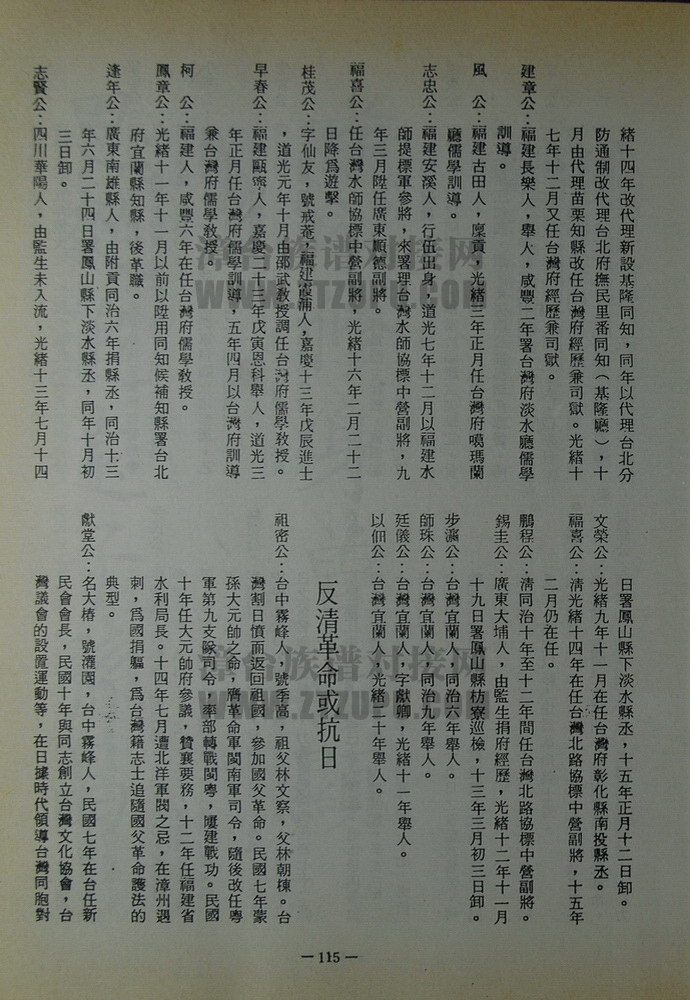 緒十四年改代理新設基隆同知，同年以代理台北分
防通制改代理台北府撫民里番同知（基隆廳），十
月由代理苗栗知縣改任台灣府經歷兼司獄。光緒十
七年十二月又任台灣府經歷兼司獄。
建章公：福建長樂人，舉人，咸豐二年署台灣府淡水廳儒學
訓導。
風　公：福建古田人，廩貢，光緒三年正月任台灣府噶瑪蘭
廳儒學訓導。
志忠公：福建安溪人，行伍出身，道光七年十二月以福建水
師提標軍參將，來署理台灣水師協標中營副將，九
年三月陞任廣東順德副將。
福喜公：任台灣水師協標中營副將，光緒十六年二月二十二
日降爲遊擊。
桂茂公：字仙友，號戒菴，福建霞浦人，嘉慶十三年戊辰進士
，道光元年十月由邵武教授調任台灣府儒學教授。
早春公：福建甌寧人，嘉慶二十三年戊寅恩科舉人，道光三
年正月任台灣府儒學訓導，五年四月以台灣府訓導
兼台灣府儒學教授。
柯　公：福建人，咸豐六年在任台灣府儒學教授。
鳳章公：光緒十一年十一月以前以陞用同知候補知縣署台北
府宜蘭縣知縣，後革職。
逢年公：廣東南雄縣人，由附貢同治六年捐縣丞，同治十三
年六月二十四日署鳳山縣下淡水縣丞，同年十月初
三日卸。
志賢公：四川華陽人，由監生未入流，光緒十三年七月十四
日署鳳山縣下淡水縣丞，十五年正月十二日卸。
文榮公：光緒九年十一月在任台灣府彰化縣南投縣丞。
福喜公：清光緒十四年在任台灣北路協標中營副將，十五年
二月仍在任。
鵬程公：清同治十年至十二年間任台灣北路協標中營副將。
錫圭公：廣東大埔人，由監生捐府經歷，光緒十二年十一月
十九日署鳳山縣枋寮巡檢，十三年三月初三日卸。
步瀛公：台灣宜蘭人，同治六年舉人。
師珠公：台灣宜蘭人，同治九年舉人。
廷儀公：台灣宜蘭人，字獻卿，光緒十一年舉人。
以佃公：台灣宜蘭人，光緒二十年舉人。
反清革命或抗日
祖密公：台中霧峰人，號季高，祖父林文察，父林朝棟。台
灣割日憤而返回祖國，參加國父革命。民國七年蒙
孫大元帥之命，膺革命軍閩南軍司令，隨後改任粵
軍第九支隊司令，率部轉戰閩粵，屢建戰功。民國
十年任大元帥府參議，贊襄要務，十二年任福建省
水利局長。十四年七月遭北洋軍閥之忌，在漳州遇
刺，爲國捐軀，爲台灣籍志士追隨國父革命護法的
典型。
獻堂公：名大椿，號灌園，台中霧峰人，民國七年在台任新
民會會長，民國十年與同志創立台灣文化協會，台
灣議會的設置運動等，在日據時代領導台灣同胞對
－115－
WWW.ZTZUPU.COM